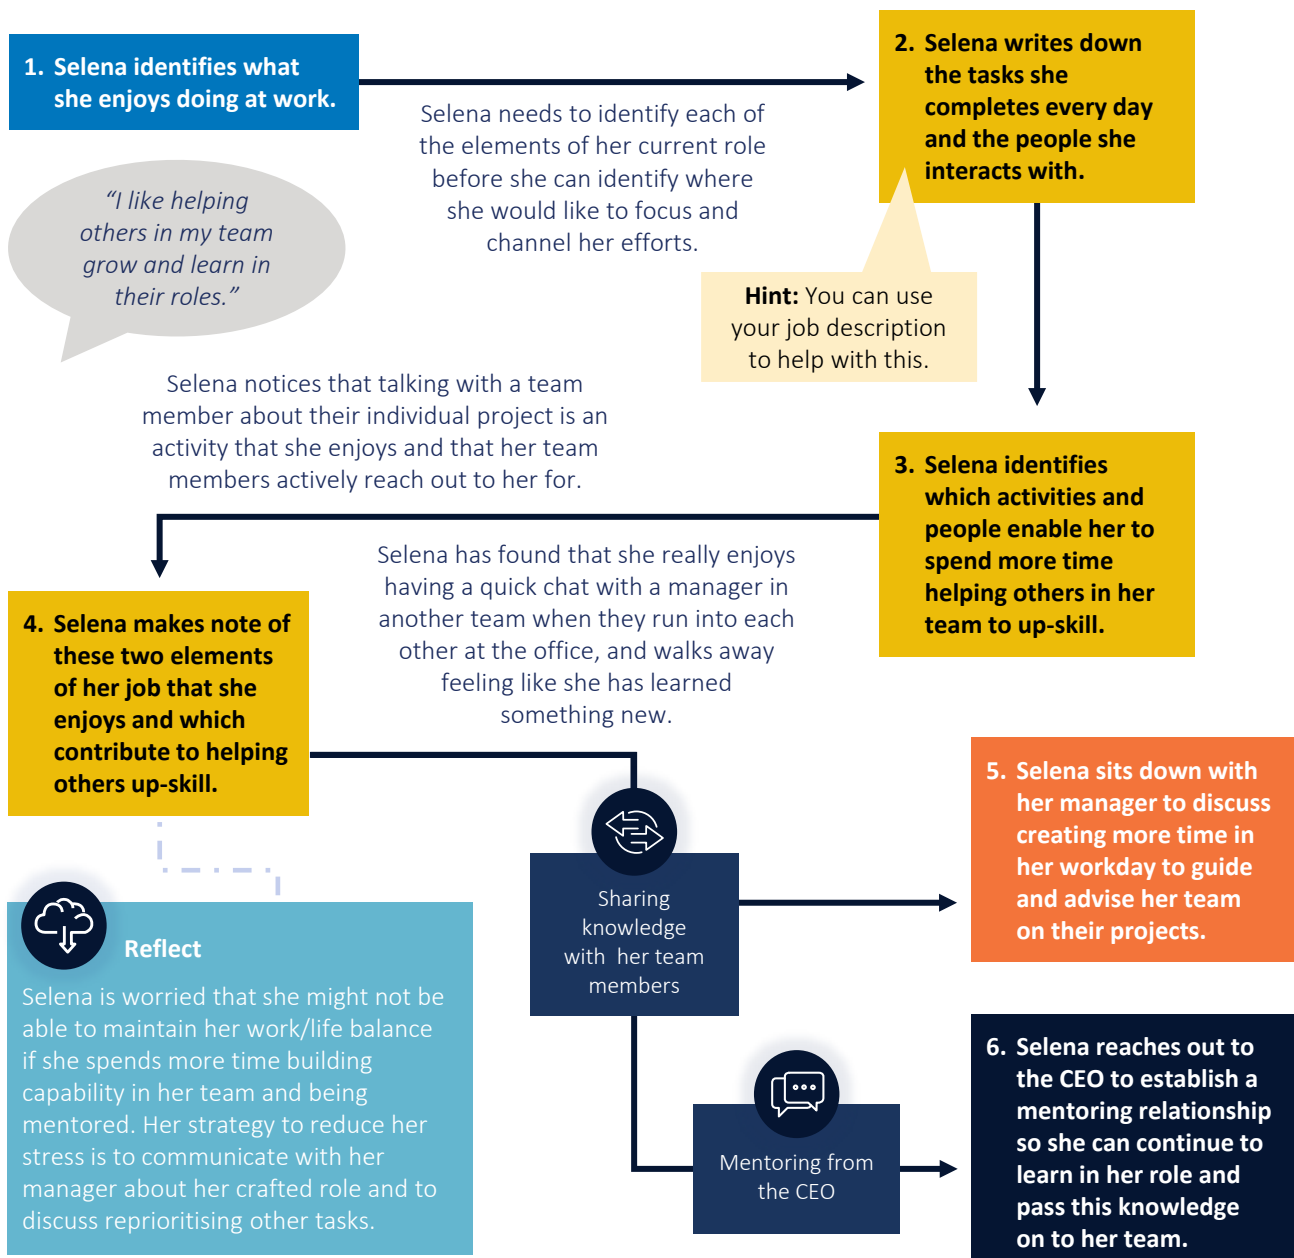 1. Selena identifies what
she enjoys doing at work.
Selena needs to identify each of
the elements of her current role
before she can identify where
she would like to focus and
channel her efforts.
2. Selena writes down
the tasks she
completes every day
and the people she
interacts with.
“I like helping
others in my team
grow and learn in
their roles.”
Hint: You can use
your job description
to help with this.
Selena notices that talking with a team
member about their individual project is an
activity that she enjoys and that her team
members actively reach out to her for.
3. Selena identifies
which activities and
people enable her to
spend more time
helping others in her
team to up-skill.
Selena has found that she really enjoys
having a quick chat with a manager in
another team when they run into each
other at the office, and walks away
feeling like she has learned
something new.
4. Selena makes note of
these two elements
of her job that she
enjoys and which
contribute to helping
others up-skill.
Reflect
Selena is worried that she might not be
able to maintain her work/life balance
if she spends more time building
capability in her team and being
mentored. Her strategy to reduce her
stress is to communicate with her
manager about her crafted role and to
discuss reprioritising other tasks.
Sharing
knowledge
with her team
members
5. Selena sits down with
her manager to discuss
creating more time in
her workday to guide
and advise her team
on their projects.
Mentoring from
the CEO
6. Selena reaches out to
the CEO to establish a
mentoring relationship
so she can continue to
learn in her role and
pass this knowledge
on to her team.